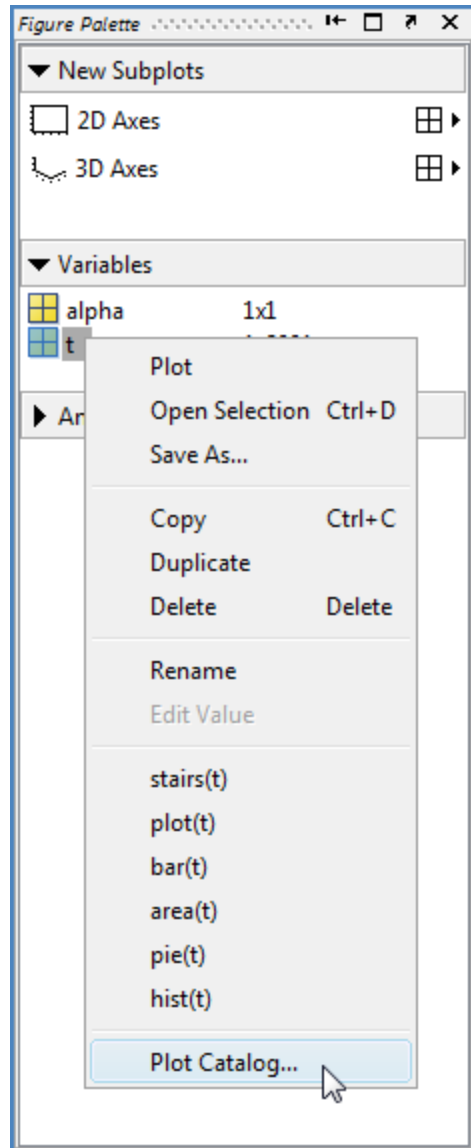 Figure Palette
New Subplots
2D Axes
3D Axes
Variables
alpha 1x1
t
Plot
Open Selection Ctrl+D
Save As...
Copy Ctrl+C
Duplicate
Delete Delete
Rename
Edit Value
stairs(t)
plot(t)
bar(t)
area(t)
pie(t)
hist(t)
Plot Catalog...